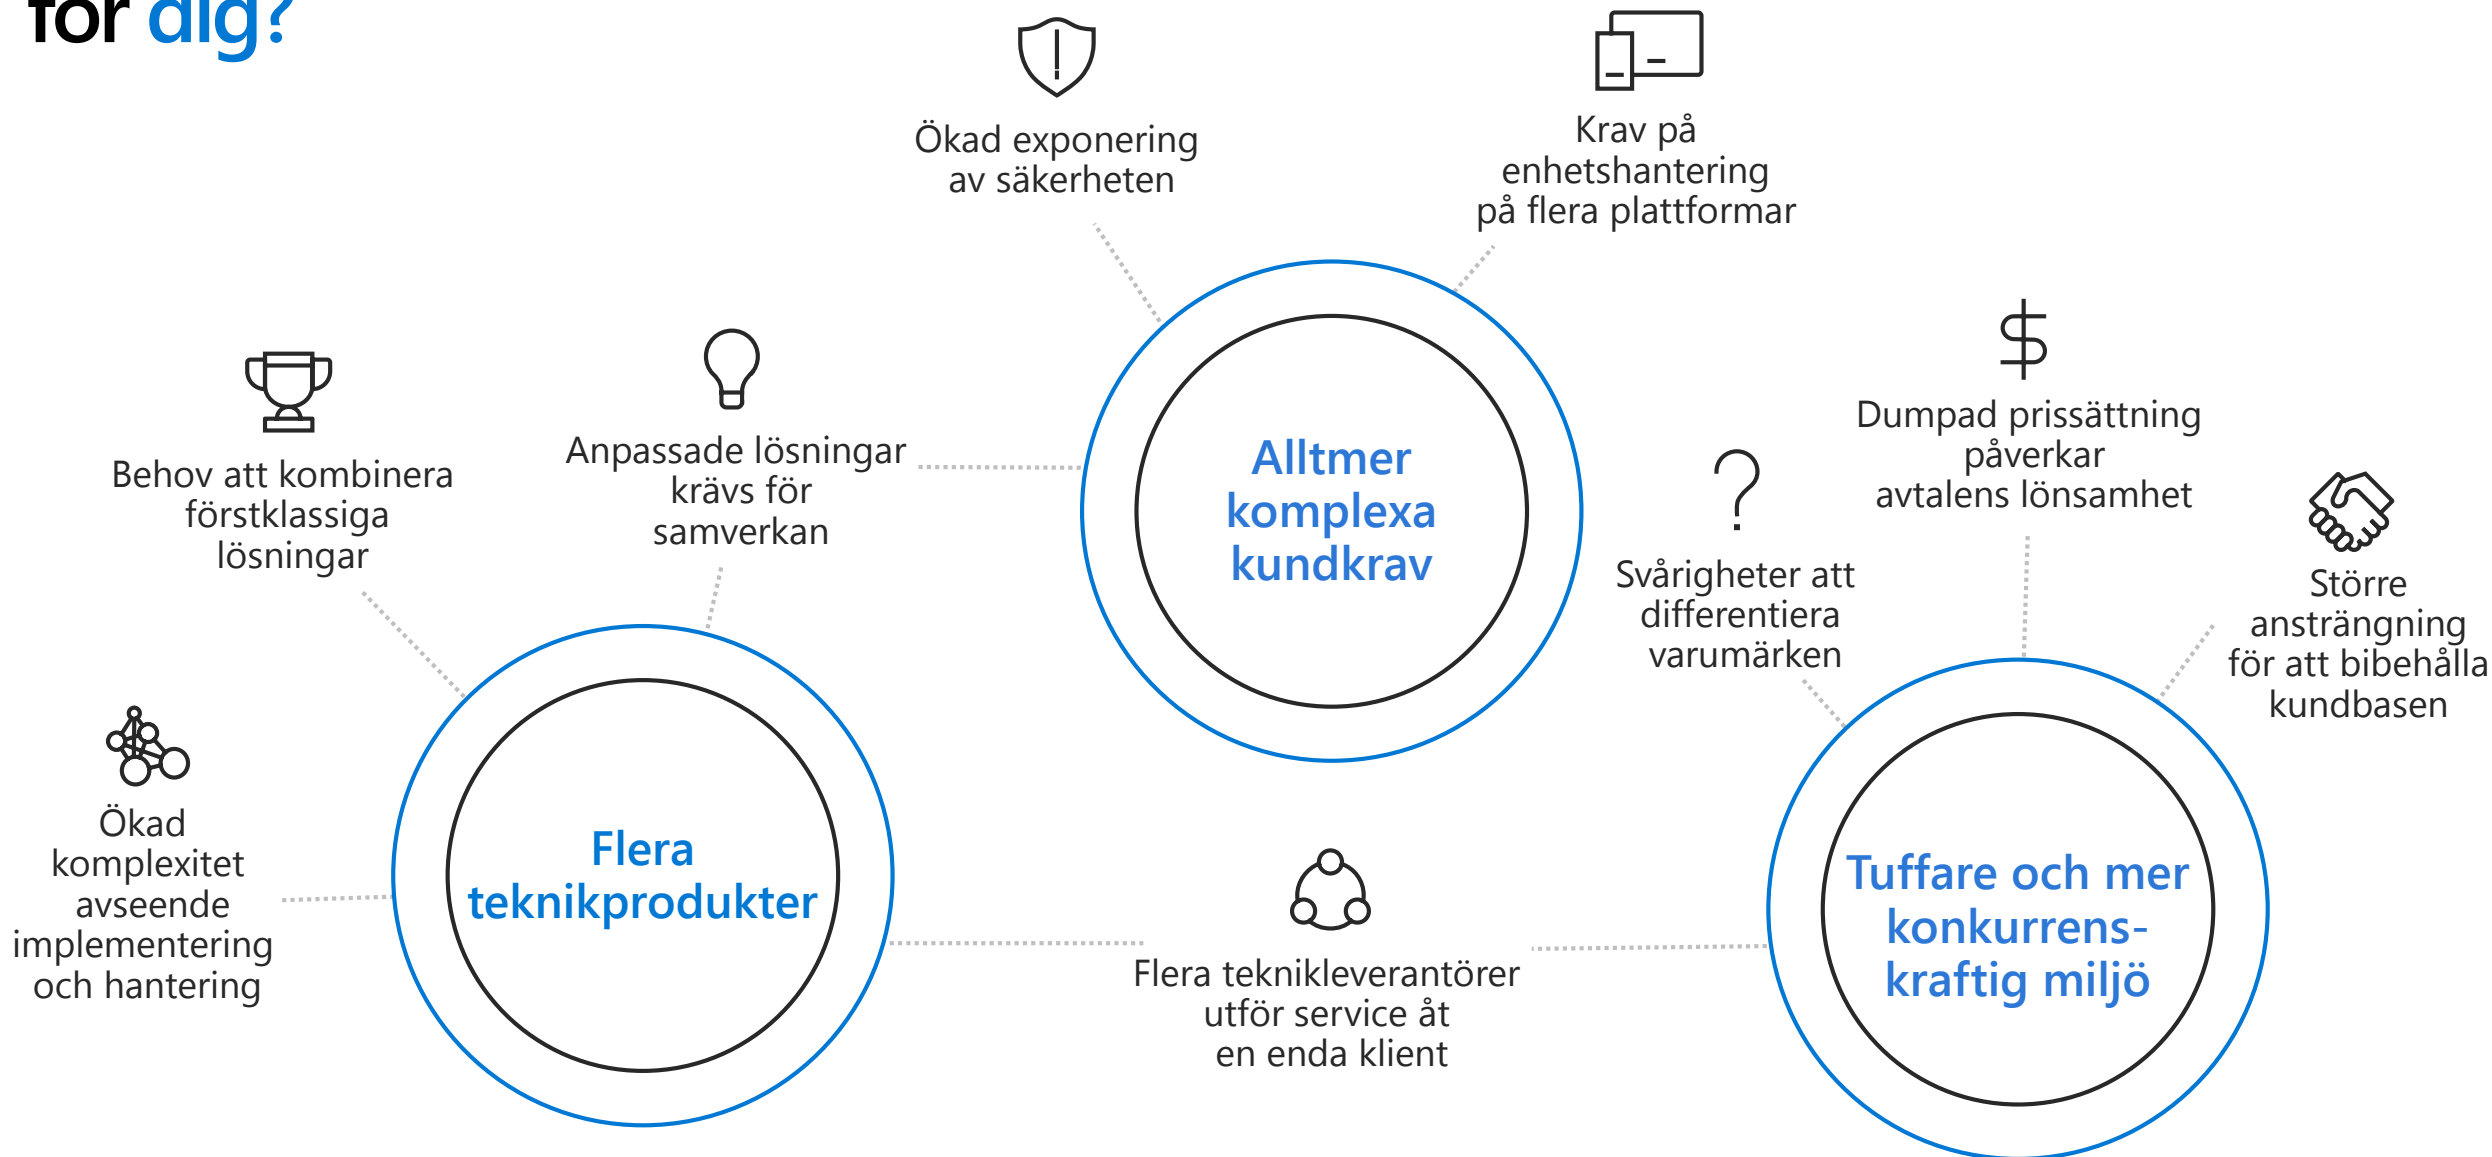 för dig?
Ökad exponering
av säkerheten
Krav på
enhetshantering
på flera plattformar
Behov att kombinera
förstklassiga
lösningar
Anpassade lösningar
krävs för
samverkan
Alltmer
komplexa
kundkrav
Svårigheter att
differentiera
varumärken
Dumpad prissättning
påverkar
avtalens lönsamhet
Större
ansträngning
för att bibehålla
kundbasen
Ökad
komplexitet
avseende
implementering
och hantering
Flera
teknikprodukter
Flera teknikleverantörer
utför service åt
en enda klient
Tuffare och mer
konkurrens-
kraftig miljö